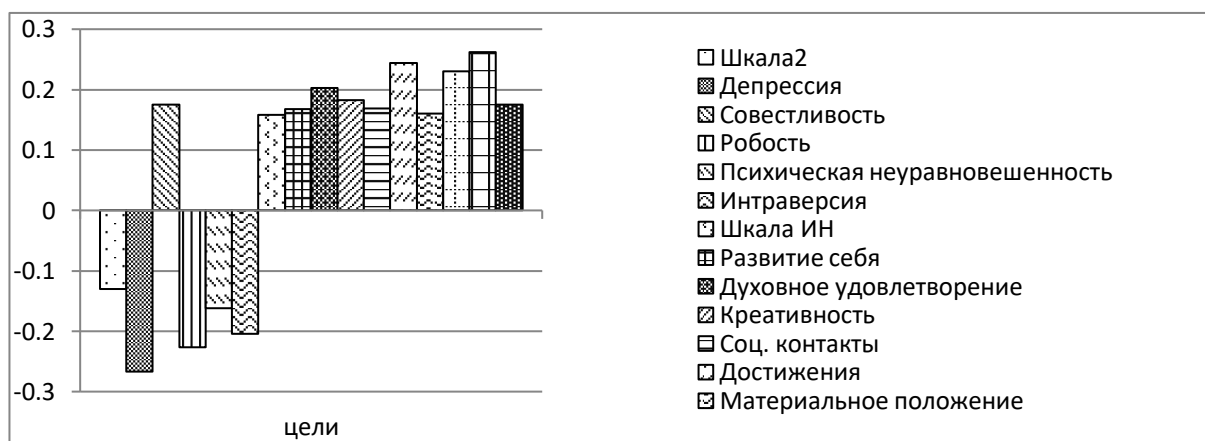 0.3
0.2
0.1
0
-0.1
-0.2
-0.3
цели
Шкала2
Депрессия
Совестливость
Робость
Психическая неуравновешенность
Интраверсия
Шкала ИН
Развитие себя
Духовное удовлетворение
Креативность
Соц. контакты
Достижения
Материальное положение